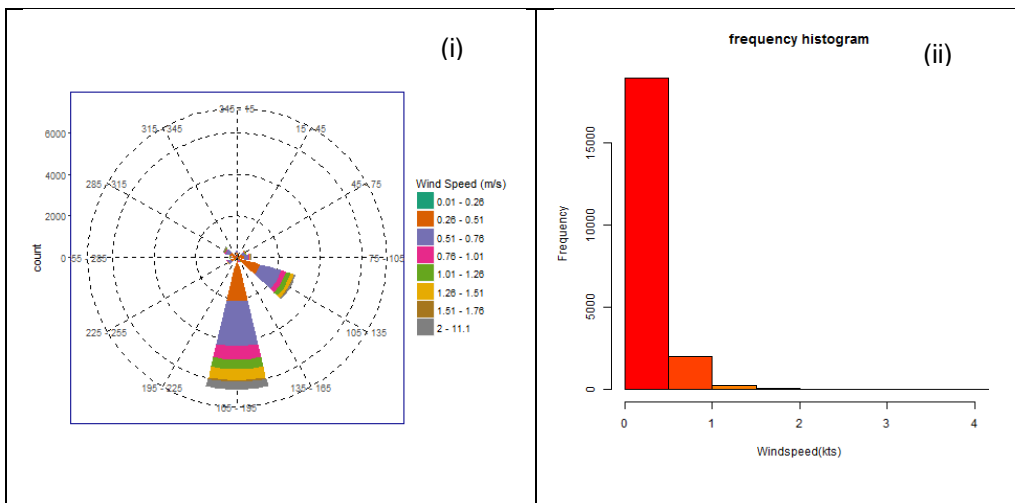 (i)
345 - 15
315 - 345
15 - 45
285 - 315
45 - 75
55 - 285
75 - 105
225 - 255
105 - 135
195 - 225
135 - 165
165 - 195
6000
4000
2000
0
count
Wind Speed (m/s)
0.01 - 0.26
0.26 - 0.51
0.51 - 0.76
0.76 - 1.01
1.01 - 1.26
1.26 - 1.51
1.51 - 1.76
2 - 11.1
frequency histogram
(ii)
Frequency
15000
10000
5000
0
0 1 2 3 4
Windspeed(kts)